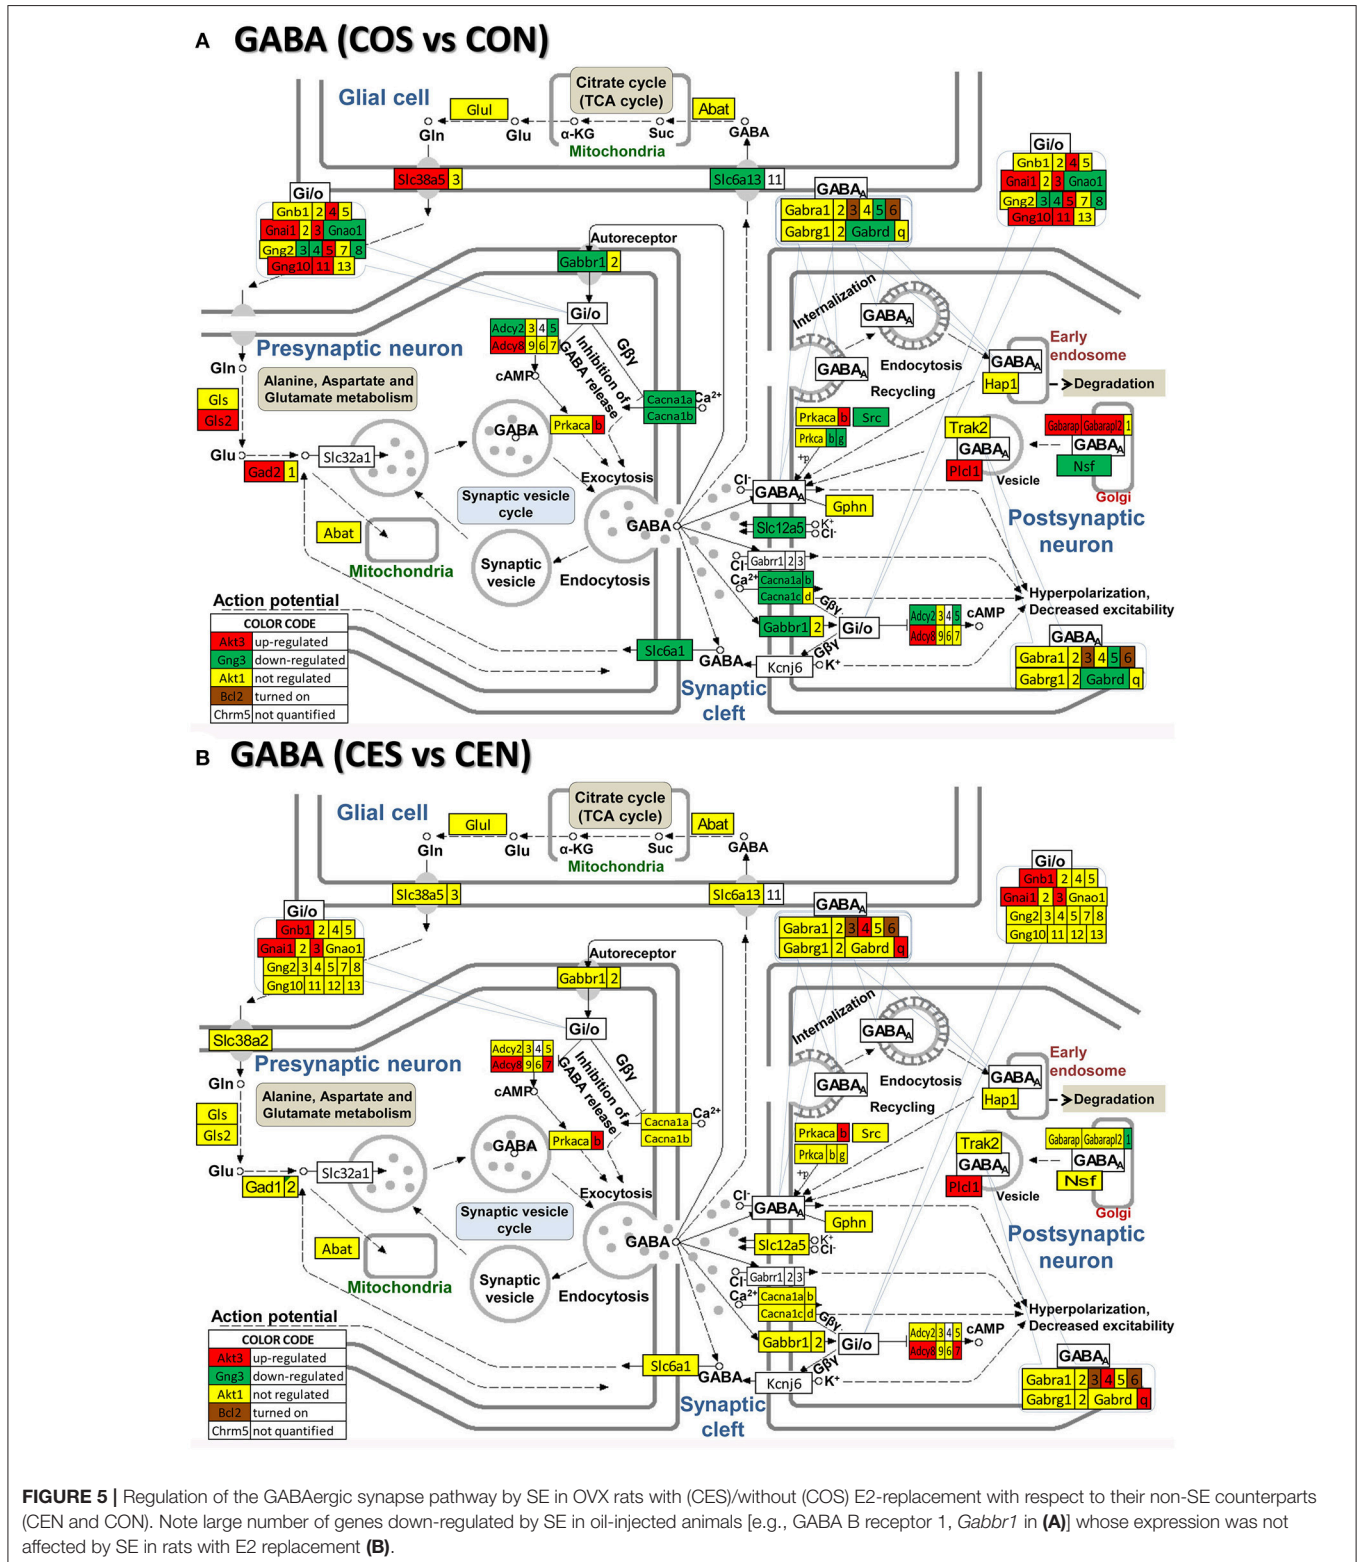 A GABA (COS vs CON)
Glial cell
Citrate cycle
(TCA cycle)
Glul
Abat
Gln
Glu
α-KG
Suc
GABA
Mitochondria
Slc38a5 3
Slc6a13 11
Gi/o
Gnb1 2 4 5
Gnai1 2 3 Gnao1
Gng2 3 4 5 7 8
Gng10 11 13
GABAA
Gabra1 2 3 4 5 6
Gabrg1 2 Gabrd q
Gi/o
Gnb1 2 4 5
Gnai1 2 3 Gnao1
Gng2 3 4 5 7 8
Gng10 11 13
Autoreceptor
Gabbr1 2
Gi/o
Presynaptic neuron
Adcy2 3 4 5
Adcy8 9 6 7
cAMP
Inhibition of
GABA release
Gβγ
Cacna1a
Cacna1b
Ca2+
Internalization
GABAA
Endocytosis
GABAA
Recycling
Early
endosome
GABAA
Hap1
Degradation
Gln
Alanine, Aspartate and
Glutamate metabolism
Gls
Gls2
Glu
Gad2 1
Slc32a1
GABA
Prkaca b
Exocytosis
Synaptic vesicle
cycle
Prkaca b
Src
Prkca b g
+p
Trak2
GABAA
Plcl1
Vesicle
Gabarap Gabarapl2 1
GABAA
Nsf
Golgi
Cl-
GABAA
Gphn
Postsynaptic
neuron
Abat
Mitochondria
Synaptic
vesicle
Endocytosis
GABA
Slc12a5
K+
Cl-
Cl-
Gabrr1 2 3
Ca2+
Cacna1a b
Cacna1c d
Gβγ
Hyperpolarization,
Decreased excitability
Gabbr1 2
Gi/o
Adcy2 3 4 5
Adcy8 9 6 7
cAMP
Gβγ
Kcnj6
K+
GABAA
Gabra1 2 3 4 5 6
Gabrg1 2 Gabrd q
Action potential
Slc6a1
GABA
Synaptic
cleft
COLOR CODE
Akt3 up-regulated
Gng3 down-regulated
Akt1 not regulated
Bcl2 turned on
Chrm5 not quantified
B GABA (CES vs CEN)
Glial cell
Citrate cycle
(TCA cycle)
Glul
Abat
Gln
Glu
α-KG
Suc
GABA
Mitochondria
Slc38a5 3
Slc6a13 11
Gi/o
Gnb1 2 4 5
Gnai1 2 3 Gnao1
Gng2 3 4 5 7 8
Gng10 11 12 13
GABAA
Gabra1 2 3 4 5 6
Gabrg1 2 Gabrd q
Gi/o
Gnb1 2 4 5
Gnai1 2 3 Gnao1
Gng2 3 4 5 7 8
Gng10 11 12 13
Autoreceptor
Gabbr1 2
Gi/o
Slc38a2
Presynaptic neuron
Adcy2 3 4 5
Adcy8 9 6 7
cAMP
Inhibition of
GABA release
Gβγ
Cacna1a
Cacna1b
Ca2+
Internalization
GABAA
Endocytosis
GABAA
Recycling
Early
endosome
GABAA
Hap1
Degradation
Gln
Alanine, Aspartate and
Glutamate metabolism
Gls
Gls2
Glu
Gad1 2
Slc32a1
GABA
Prkaca b
Exocytosis
Synaptic vesicle
cycle
Prkaca b
Src
Prkca b g
+p
Trak2
GABAA
Plcl1
Vesicle
Gabarap Gabarapl2 1
GABAA
Nsf
Golgi
Cl-
GABAA
Gphn
Postsynaptic
neuron
Abat
Mitochondria
Synaptic
vesicle
Endocytosis
GABA
Slc12a5
K+
Cl-
Cl-
Gabrr1 2 3
Ca2+
Cacna1a b
Cacna1c d
Gβγ
Hyperpolarization,
Decreased excitability
Gabbr1 2
Gi/o
Adcy2 3 4 5
Adcy8 9 6 7
cAMP
Gβγ
Kcnj6
K+
GABAA
Gabra1 2 3 4 5 6
Gabrg1 2 Gabrd q
Action potential
Slc6a1
GABA
Synaptic
cleft
COLOR CODE
Akt3 up-regulated
Gng3 down-regulated
Akt1 not regulated
Bcl2 turned on
Chrm5 not quantified
FIGURE 5 | Regulation of the GABAergic synapse pathway by SE in OVX rats with (CES)/without (COS) E2-replacement with respect to their non-SE counterparts
(CEN and CON). Note large number of genes down-regulated by SE in oil-injected animals [e.g., GABA B receptor 1, Gabbr1 in (A)] whose expression was not
affected by SE in rats with E2 replacement (B).